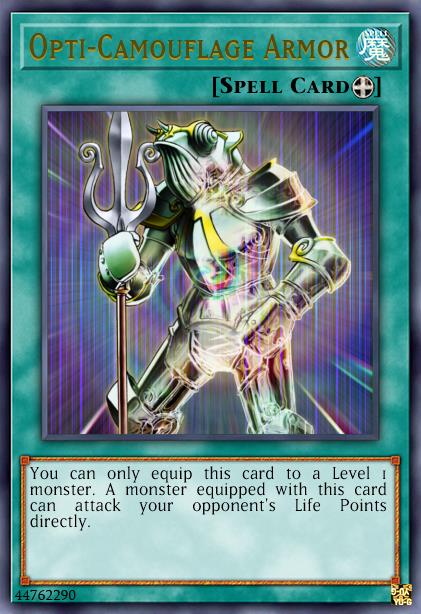 Opti-Camouflage Armor
魔
[Spell Card]
You can only equip this card to a Level 1
monster. A monster equipped with this card
can attack your opponent's Life Points
directly.
44762290